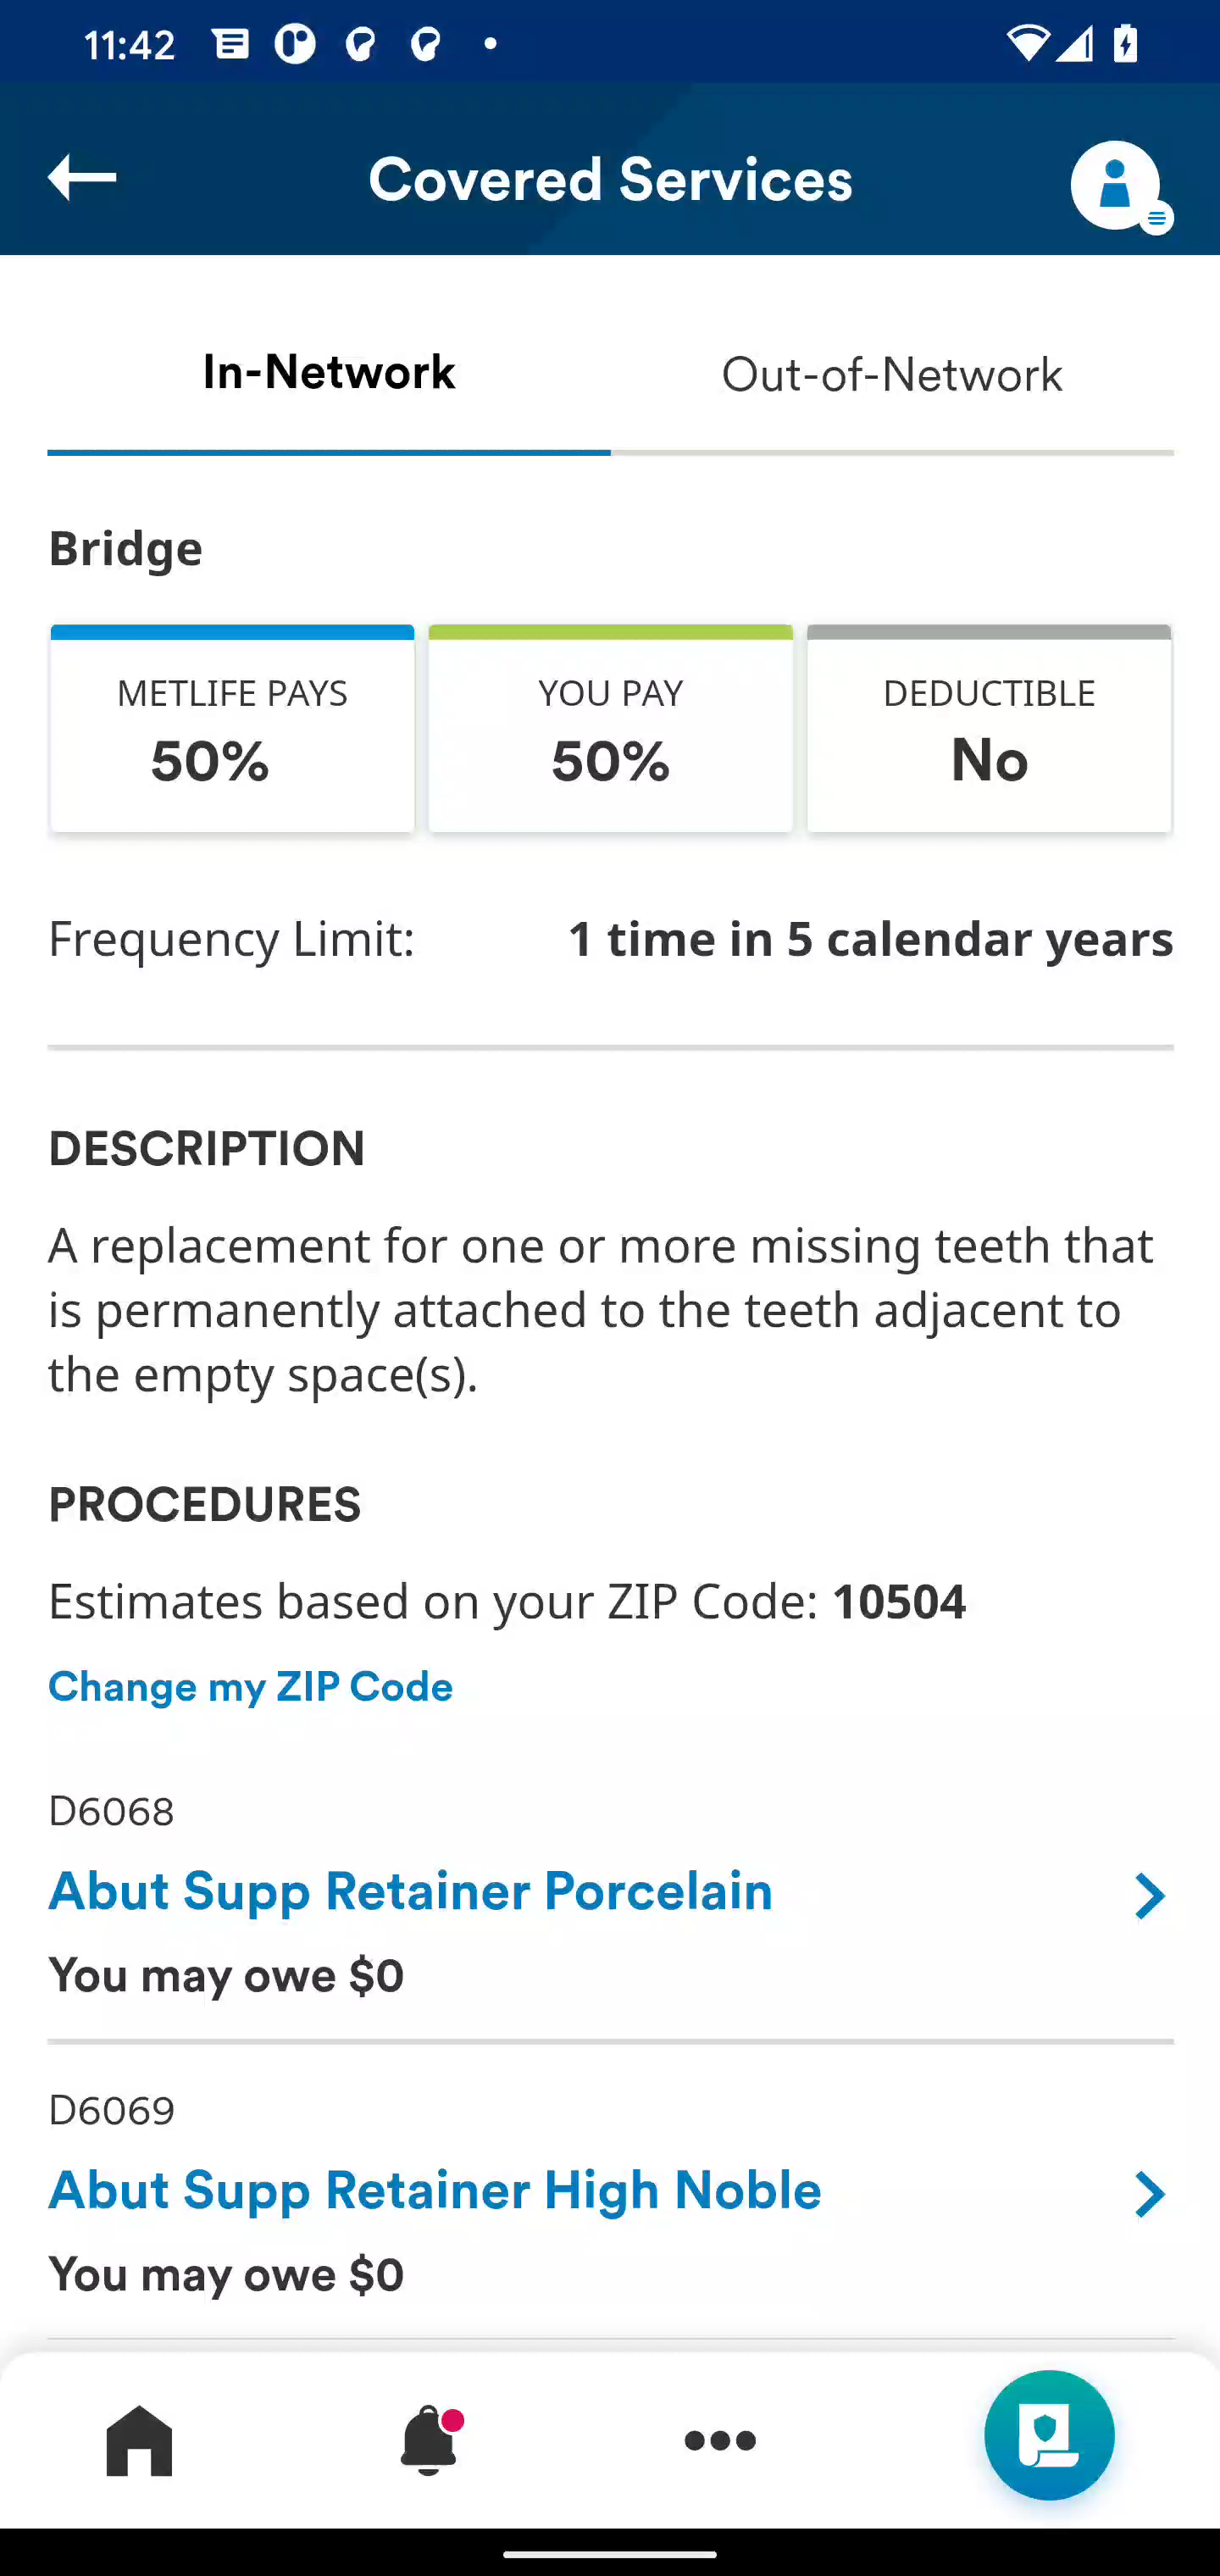 11:42
Covered Services
In-Network
Out-of-Network
Bridge
METLIFE PAYS
50%
YOU PAY
50%
DEDUCTIBLE
No
Frequency Limit:
1 time in 5 calendar years
DESCRIPTION
A replacement for one or more missing teeth that
is permanently attached to the teeth adjacent to
the empty space(s).
PROCEDURES
Estimates based on your ZIP Code: 10504
Change my ZIP Code
D6068
Abut Supp Retainer Porcelain
You may owe $0
D6069
Abut Supp Retainer High Noble
You may owe $0